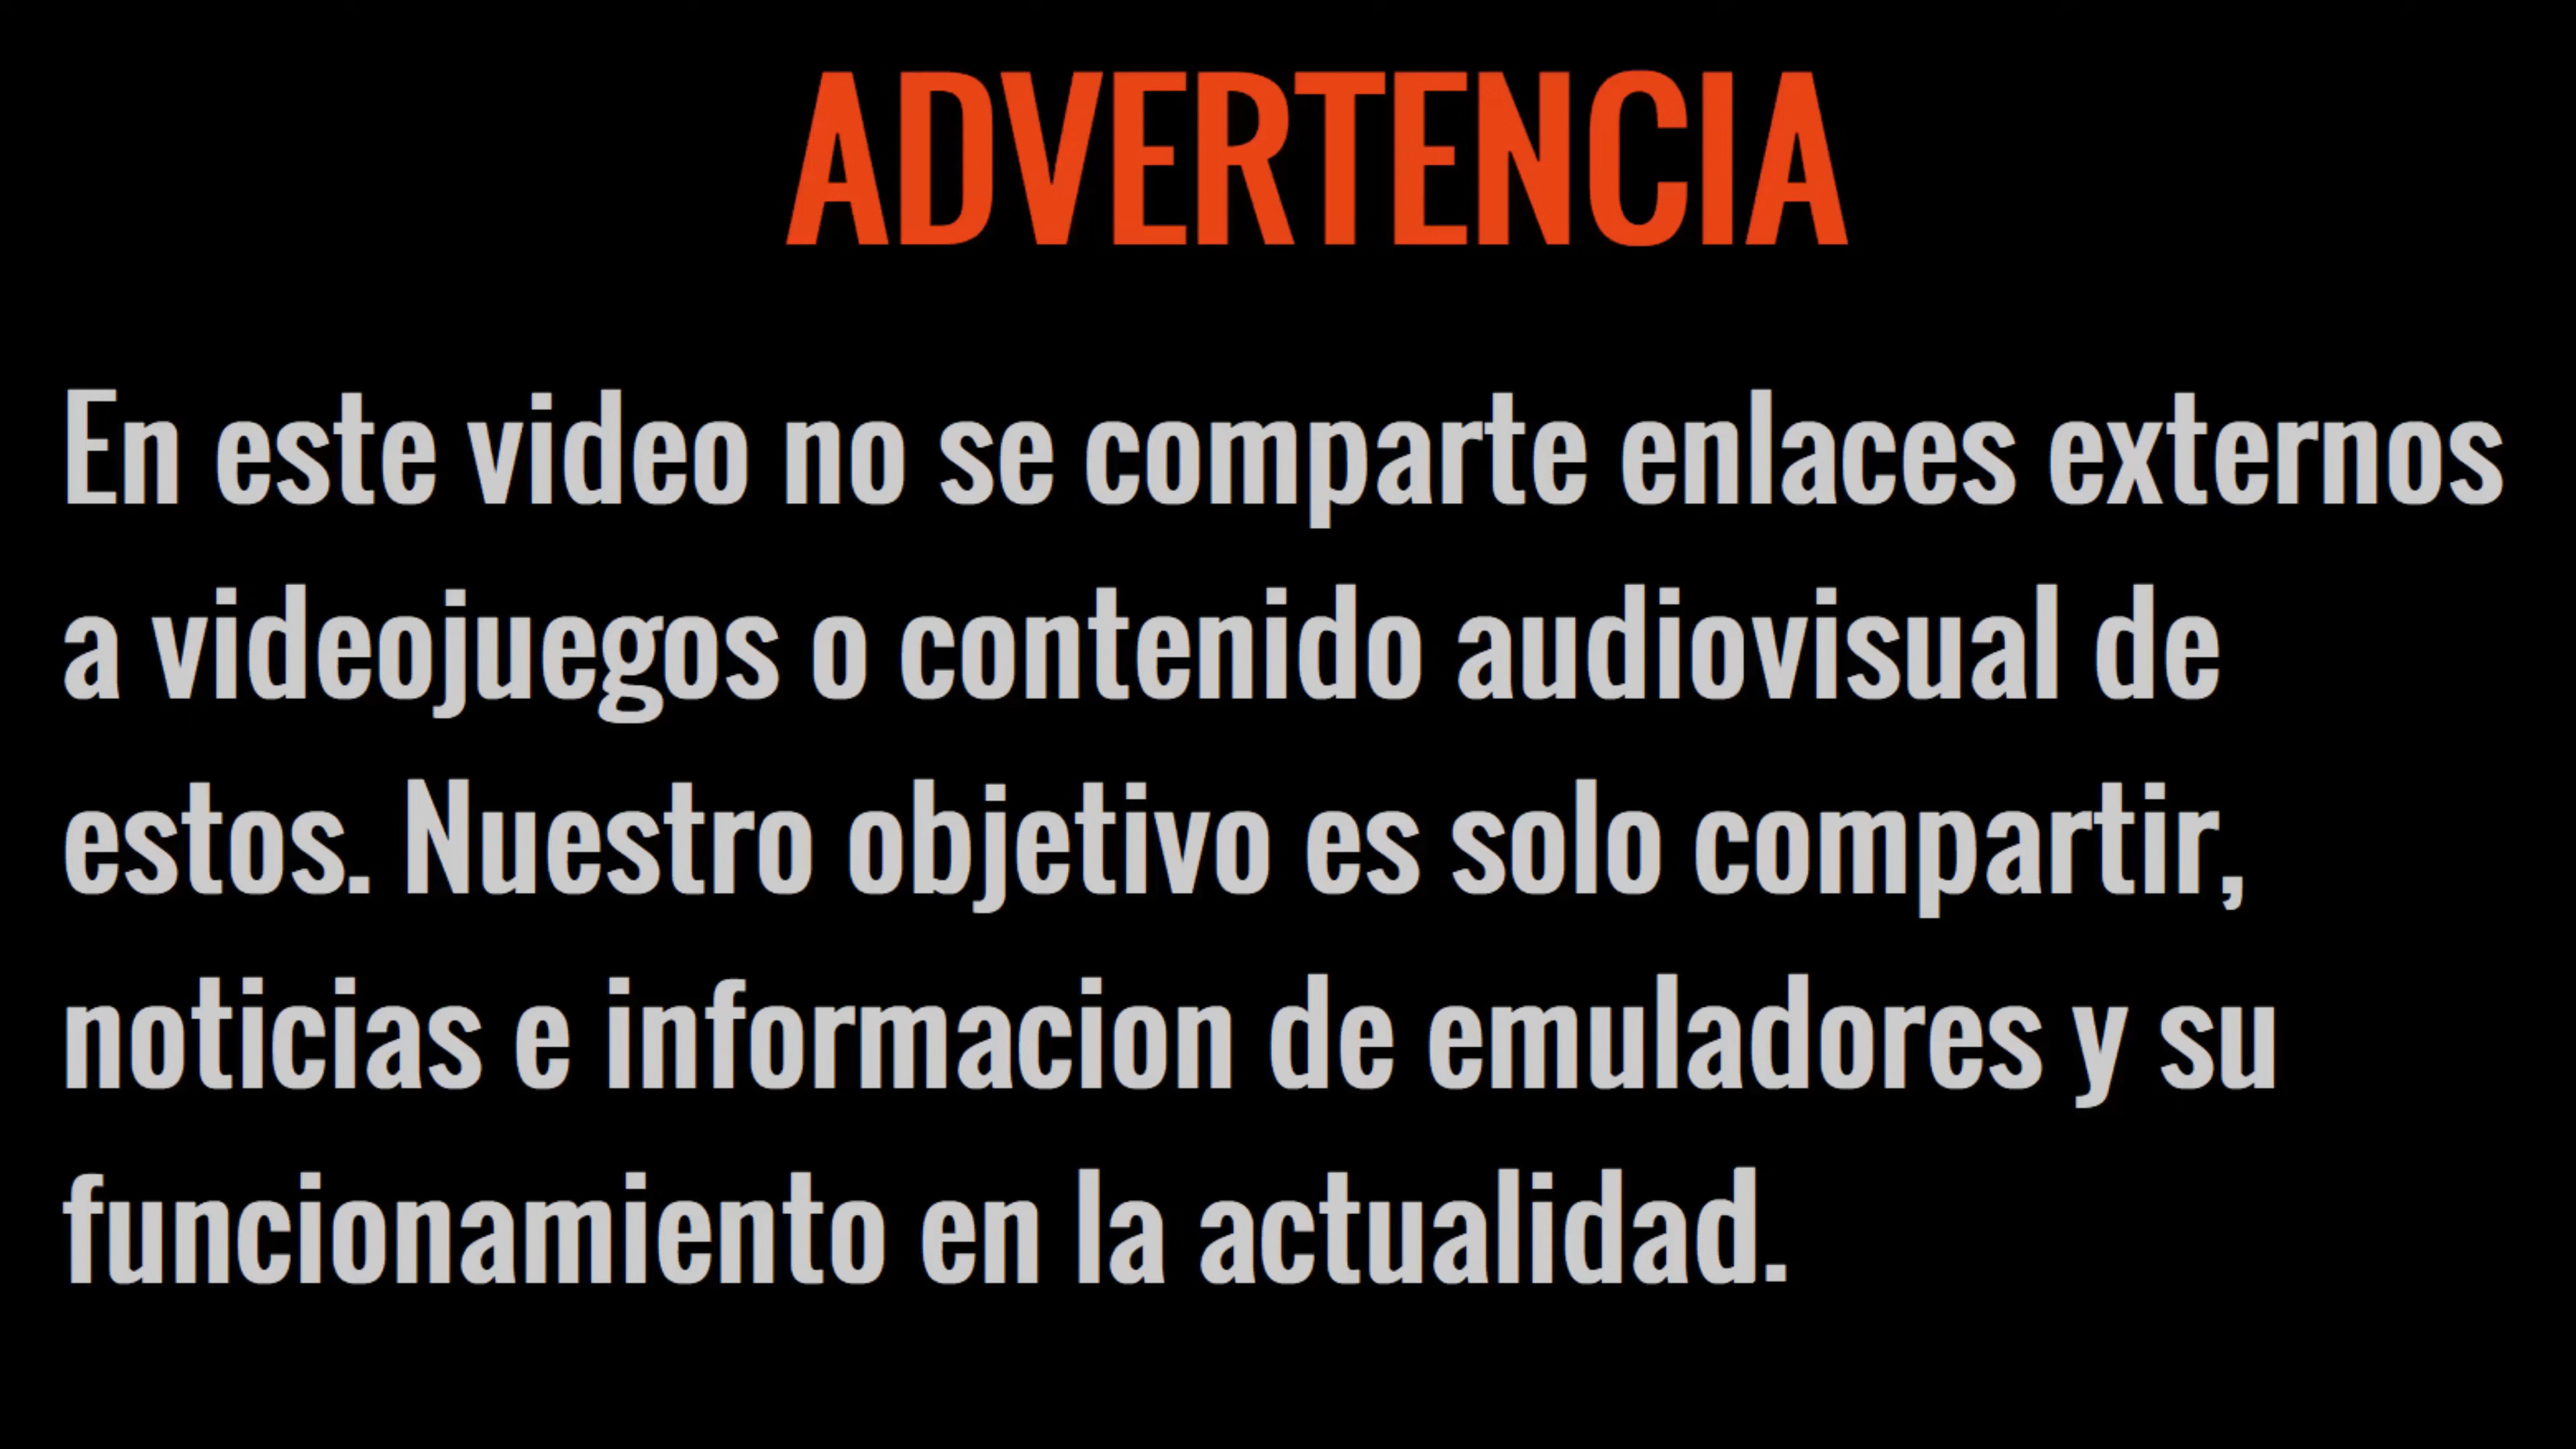 ADVERTENCIA
En este video no se comparte enlaces externos
a videojuegos o contenido audiovisual de
estos. Nuestro objetivo es solo compartir,
noticias e informacion de emuladores y su
funcionamiento en la actualidad.